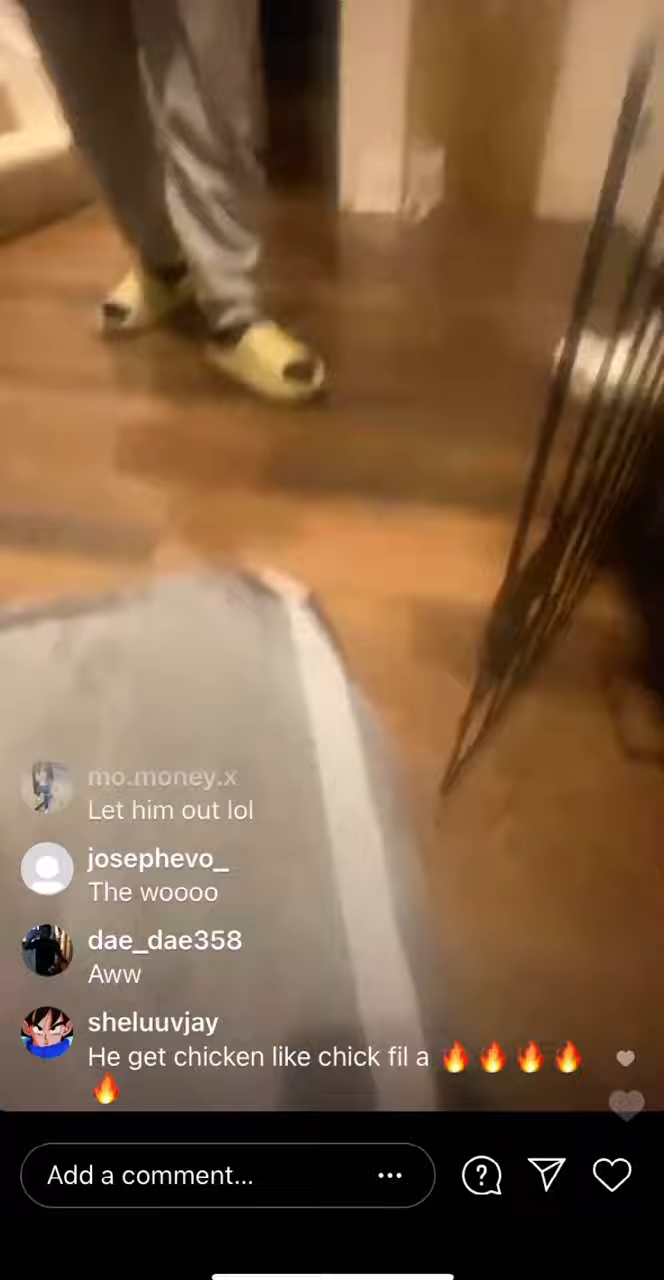 mo.money.x
Let him out lol
josephevo_
The woooo
dae_dae358
Aww
sheluuvjay
He get chicken like chick fil a 🔥 🔥 🔥 🔥
🔥
Add a comment...